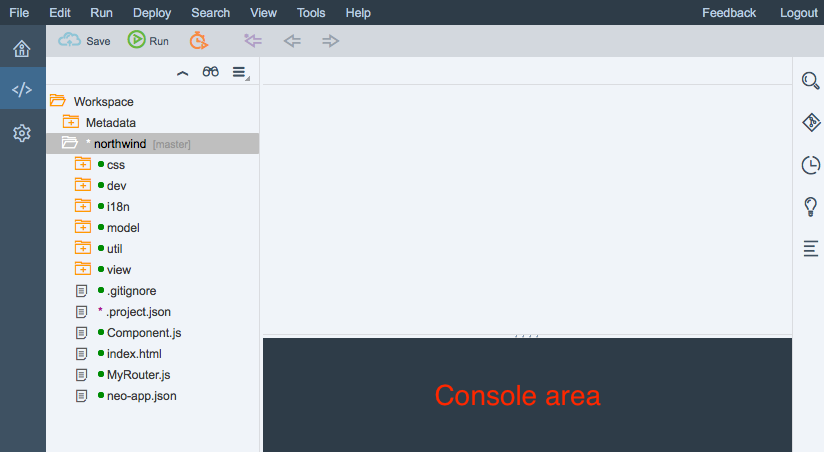 File Edit Run Deploy Search View Tools Help Feedback Logout
Save Run
Workspace
Metadata
* northwind [master]
css
dev
i18n
model
util
view
.gitignore
* .project.json
Component.js
index.html
MyRouter.js
neo-app.json
Console area